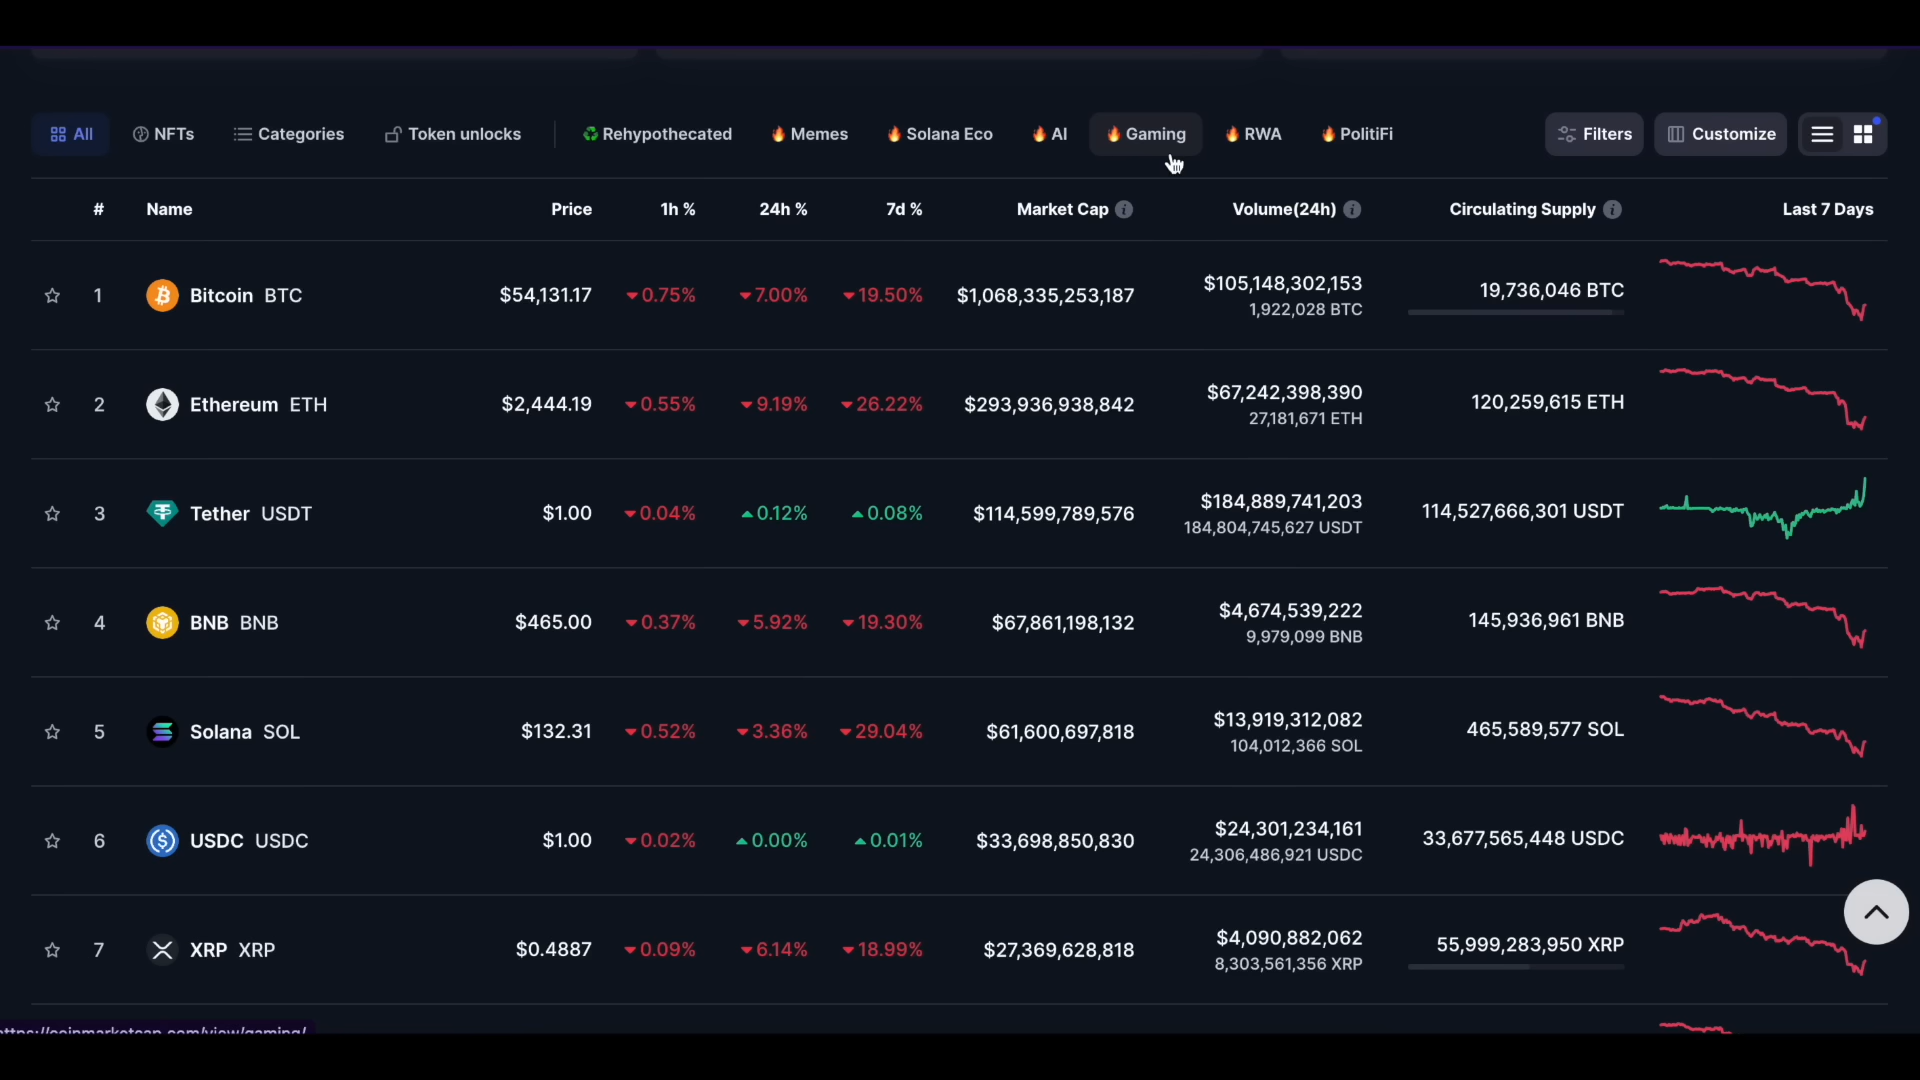 All NFTs Categories Token unlocks Rehypothecated Memes Solana Eco AI Gaming RWA PolitiFi Filters Customize
# Name Price 1h % 24h % 7d % Market Cap Volume(24h) Circulating Supply Last 7 Days
1 Bitcoin BTC $54,131.17 0.75% 7.00% 19.50% $1,068,335,253,187 $105,148,302,153 19,736,046 BTC
1,922,028 BTC
2 Ethereum ETH $2,444.19 0.55% 9.19% 26.22% $293,936,938,842 $67,242,398,390 120,259,615 ETH
27,181,671 ETH
3 Tether USDT $1.00 0.04% 0.12% 0.08% $114,599,789,576 $184,889,741,203 114,527,666,301 USDT
184,804,745,627 USDT
4 BNB BNB $465.00 0.37% 5.92% 19.30% $67,861,198,132 $4,674,539,222 145,936,961 BNB
9,979,099 BNB
5 Solana SOL $132.31 0.52% 3.36% 29.04% $61,600,697,818 $13,919,312,082 465,589,577 SOL
104,012,366 SOL
6 USDC USDC $1.00 0.02% 0.00% 0.01% $33,698,850,830 $24,301,234,161 33,677,565,448 USDC
24,306,486,921 USDC
7 XRP XRP $0.4887 0.09% 6.14% 18.99% $27,369,628,818 $4,090,882,062 55,999,283,950 XRP
8,303,561,356 XRP
ttps://coinmarketcap.com/view/gaming/